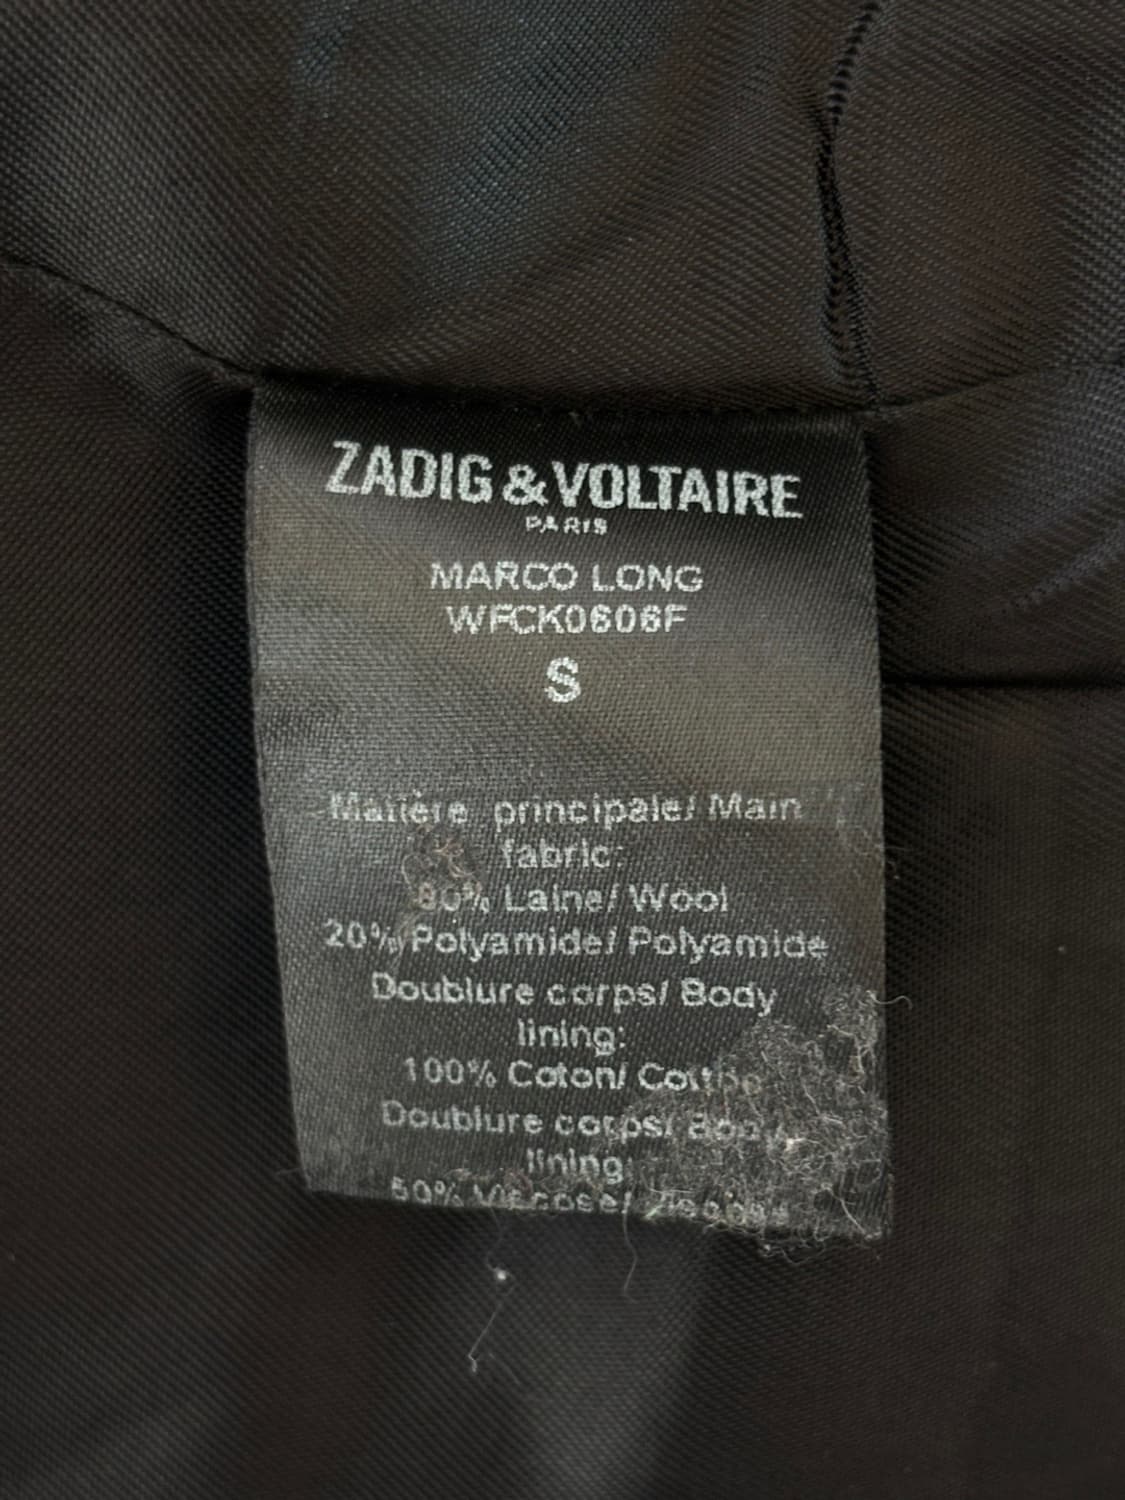 ZADIG & VOLTAIRE
PARIS
MARCO LONG
WFCK0606F
S
Matière principale/ Main
fabric:
80% Laine/ Wool
20% Polyamide/ Polyamide
Doublure corps/ Body
lining:
100% Coton/ Cotton
Doublure corps/ Body
lining:
50% Viscose/ Viscose